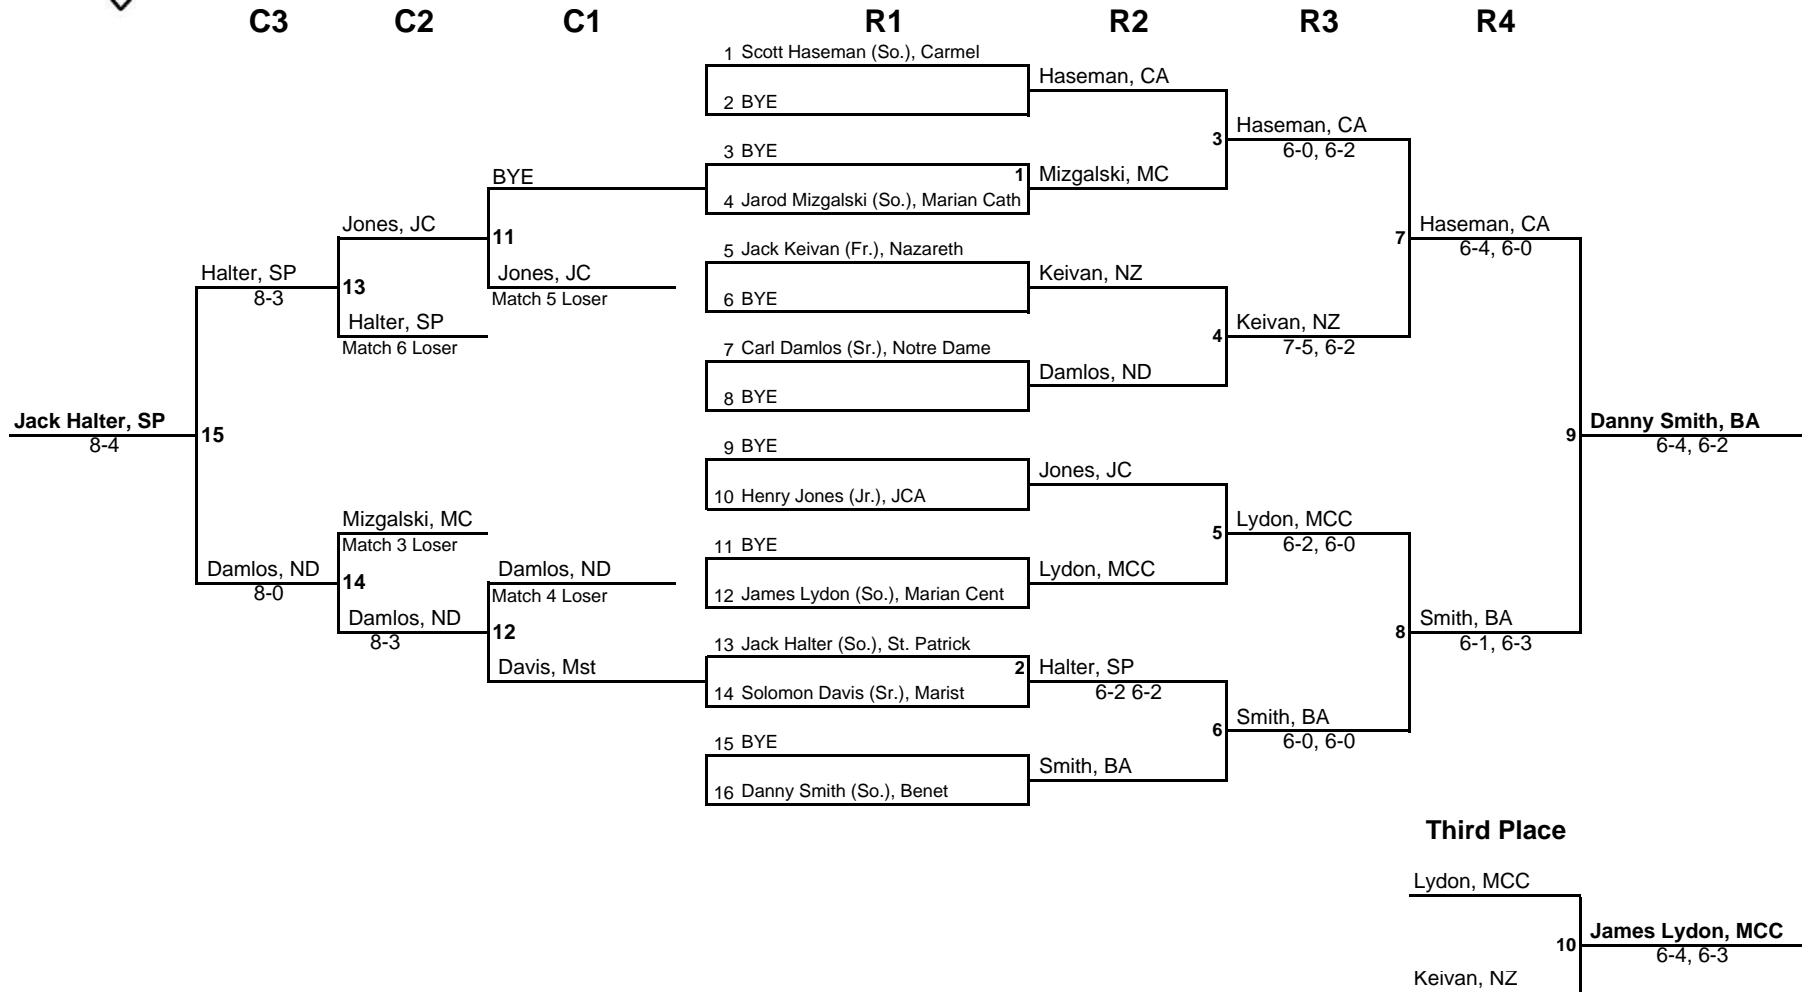 C3 C2 C1 R1 R2 R3 R4
1 Scott Haseman (So.), Carmel
Haseman, CA
2 BYE
Haseman, CA
3
6-0, 6-2
3 BYE
BYE
1 Mizgalski, MC
4 Jarod Mizgalski (So.), Marian Cath
Jones, JC
11
Haseman, CA
7
6-4, 6-0
5 Jack Keivan (Fr.), Nazareth
Halter, SP
13
8-3
Jones, JC
Match 5 Loser
Keivan, NZ
6 BYE
Halter, SP
Match 6 Loser
Keivan, NZ
4
7-5, 6-2
7 Carl Damlos (Sr.), Notre Dame
Damlos, ND
8 BYE
Jack Halter, SP
15
8-4
Danny Smith, BA
9
6-4, 6-2
9 BYE
Jones, JC
10 Henry Jones (Jr.), JCA
Mizgalski, MC
Match 3 Loser
Lydon, MCC
5
6-2, 6-0
11 BYE
Damlos, ND
14
8-0
Damlos, ND
Match 4 Loser
Lydon, MCC
12 James Lydon (So.), Marian Cent
Damlos, ND
12
8-3
Smith, BA
8
6-1, 6-3
13 Jack Halter (So.), St. Patrick
Davis, Mst
2 Halter, SP
6-2 6-2
14 Solomon Davis (Sr.), Marist
Smith, BA
6
6-0, 6-0
15 BYE
Smith, BA
16 Danny Smith (So.), Benet
Third Place
Lydon, MCC
James Lydon, MCC
10
6-4, 6-3
Keivan, NZ